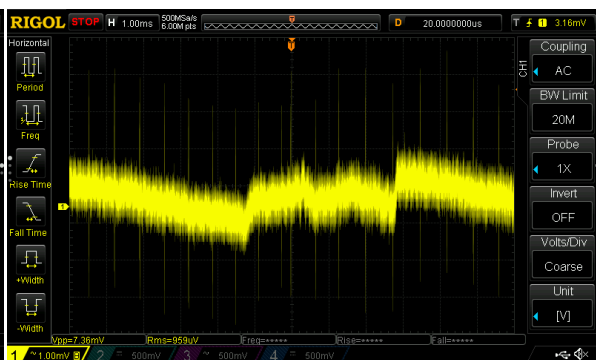 RIGOL STOP H 1.00ms 500MSa/s 6.00M pts D 20.0000000us T 1 3.16mV
Horizontal
Period
Freq
Rise Time
Fall Time
+Width
-Width
T
1
CH1
Coupling
AC
BW Limit
20M
Probe
1X
Invert
OFF
Volts/Div
Coarse
Unit
[V]
Vpp=7.36mV Rms=959uV Freq=***** Rise=***** Fall=*****
1 ~ 1.00mV B 2 = 500mV 3 ~ 500mV 4 = 500mV